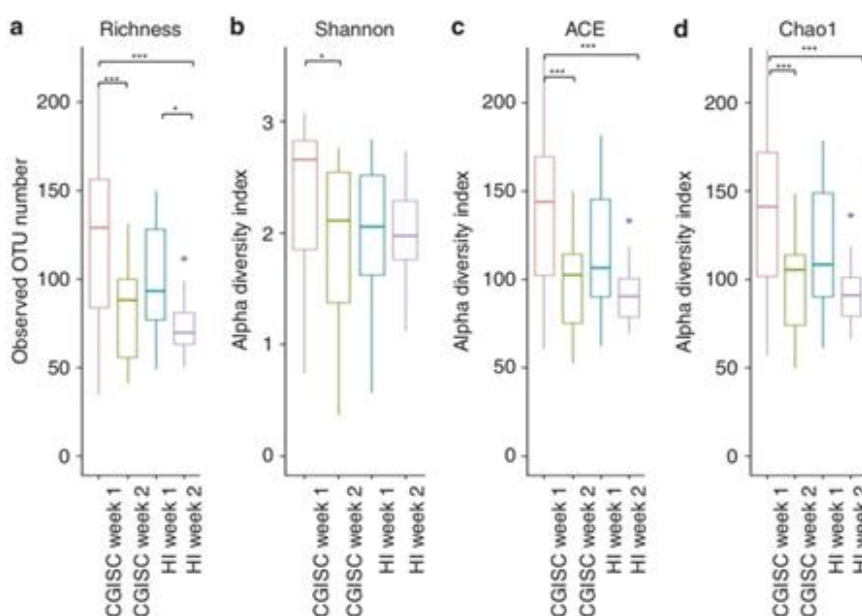 a Richness
Observed OTU number
200
150
100
50
0
***
***
*
*
CGISC week 1
CGISC week 2
HI week 1
HI week 2
b Shannon
Alpha diversity index
3
2
1
0
*
CGISC week 1
CGISC week 2
HI week 1
HI week 2
c ACE
Alpha diversity index
200
150
100
50
0
***
***
*
CGISC week 1
CGISC week 2
HI week 1
HI week 2
d Chao1
Alpha diversity index
200
150
100
50
0
***
***
*
CGISC week 1
CGISC week 2
HI week 1
HI week 2